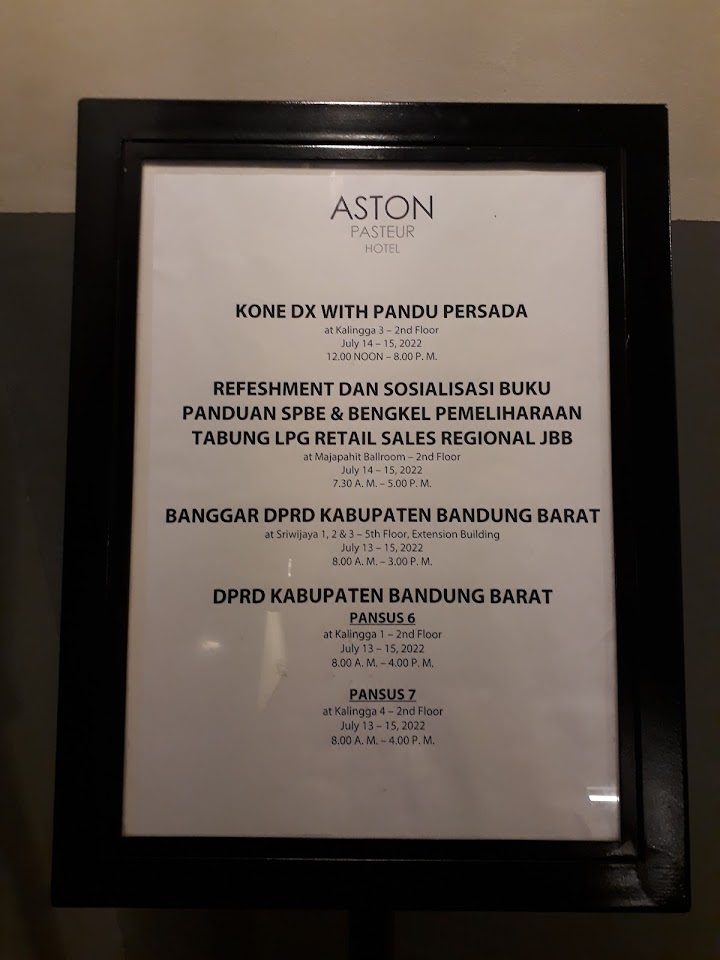 ASTON
PASTEUR
HOTEL
KONE DX WITH PANDU PERSADA
at Kalingga 3 – 2nd Floor
July 14 – 15, 2022
12.00 NOON – 8.00 P. M.
REFESHMENT DAN SOSIALISASI BUKU
PANDUAN SPBE & BENGKEL PEMELIHARAAN
TABUNG LPG RETAIL SALES REGIONAL JBB
at Majapahit Ballroom – 2nd Floor
July 14 – 15, 2022
7.30 A. M. – 5.00 P. M.
BANGGAR DPRD KABUPATEN BANDUNG BARAT
at Sriwijaya 1, 2 & 3 – 5th Floor, Extension Building
July 13 – 15, 2022
8.00 A. M. – 3.00 P. M.
DPRD KABUPATEN BANDUNG BARAT
PANSUS 6
at Kalingga 1 – 2nd Floor
July 13 – 15, 2022
8.00 A. M. – 4.00 P. M.
PANSUS 7
at Kalingga 4 – 2nd Floor
July 13 – 15, 2022
8.00 A. M. – 4.00 P. M.